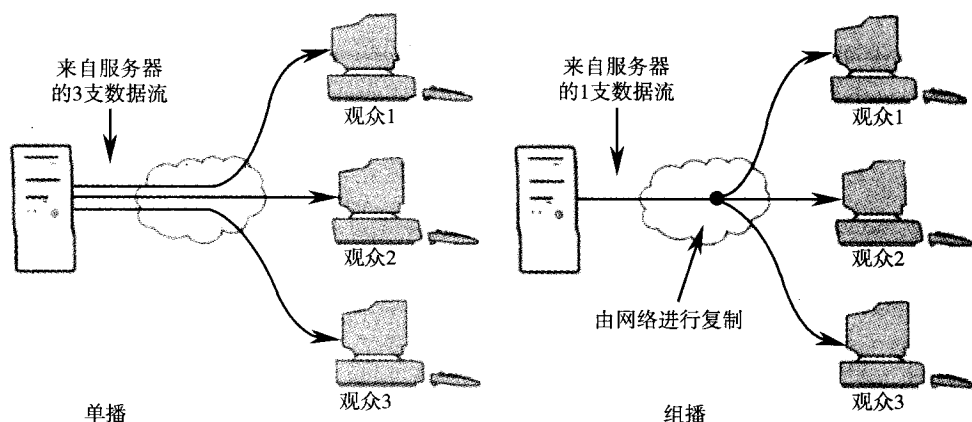 来自服务器
的3支数据流
观众1
观众2
观众3
单播
来自服务器
的1支数据流
观众1
观众2
由网络进行复制
观众3
组播